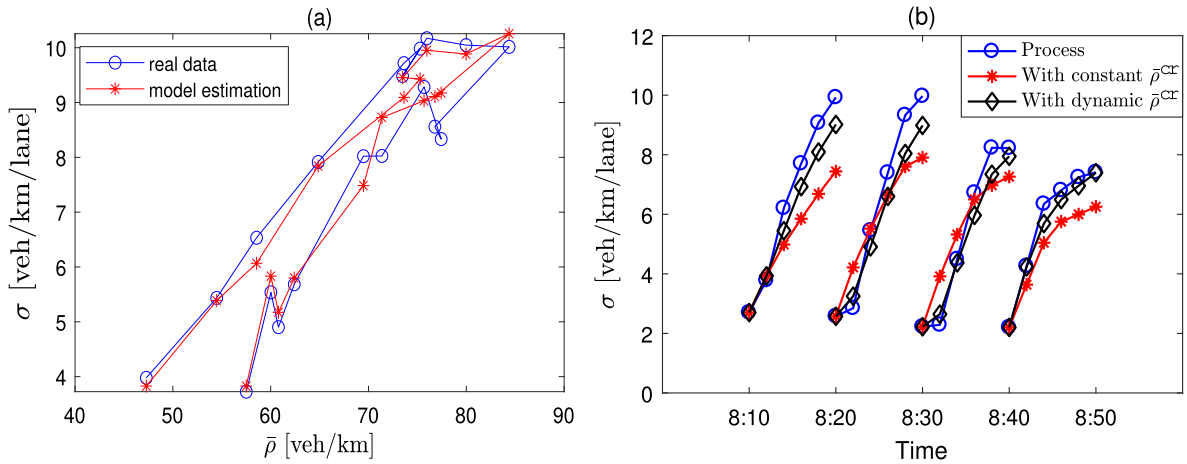 (a)
real data
model estimation
σ [veh/km/lane]
10
9
8
7
6
5
4
40 50 60 70 80 90
ρ̄ [veh/km]
(b)
Process
With constant ρ̄ᶜʳ
With dynamic ρ̄ᶜʳ
σ [veh/km/lane]
12
10
8
6
4
2
0
8:10 8:20 8:30 8:40 8:50
Time